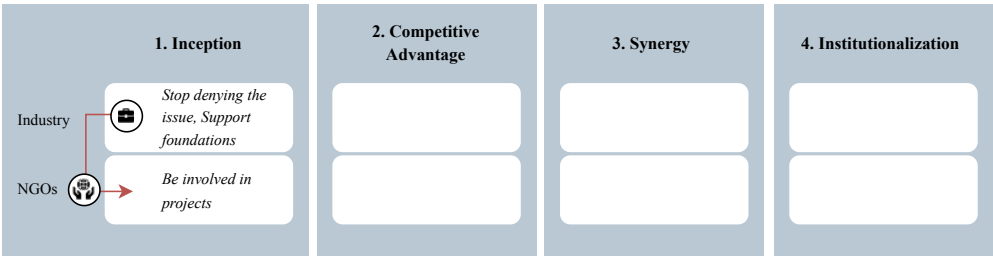 1. Inception
2. Competitive
Advantage
3. Synergy
4. Institutionalization
Industry
Stop denying the
issue, Support
foundations
NGOs
Be involved in
projects